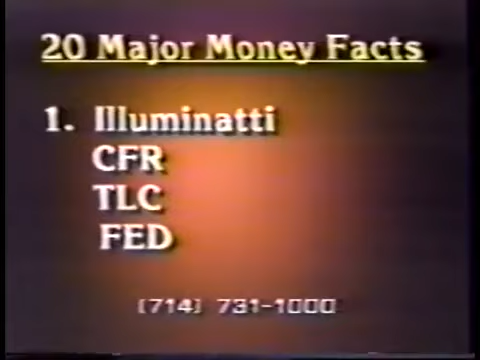 20 Major Money Facts
1. Illuminatti
CFR
TLC
FED
(714) 731-1000